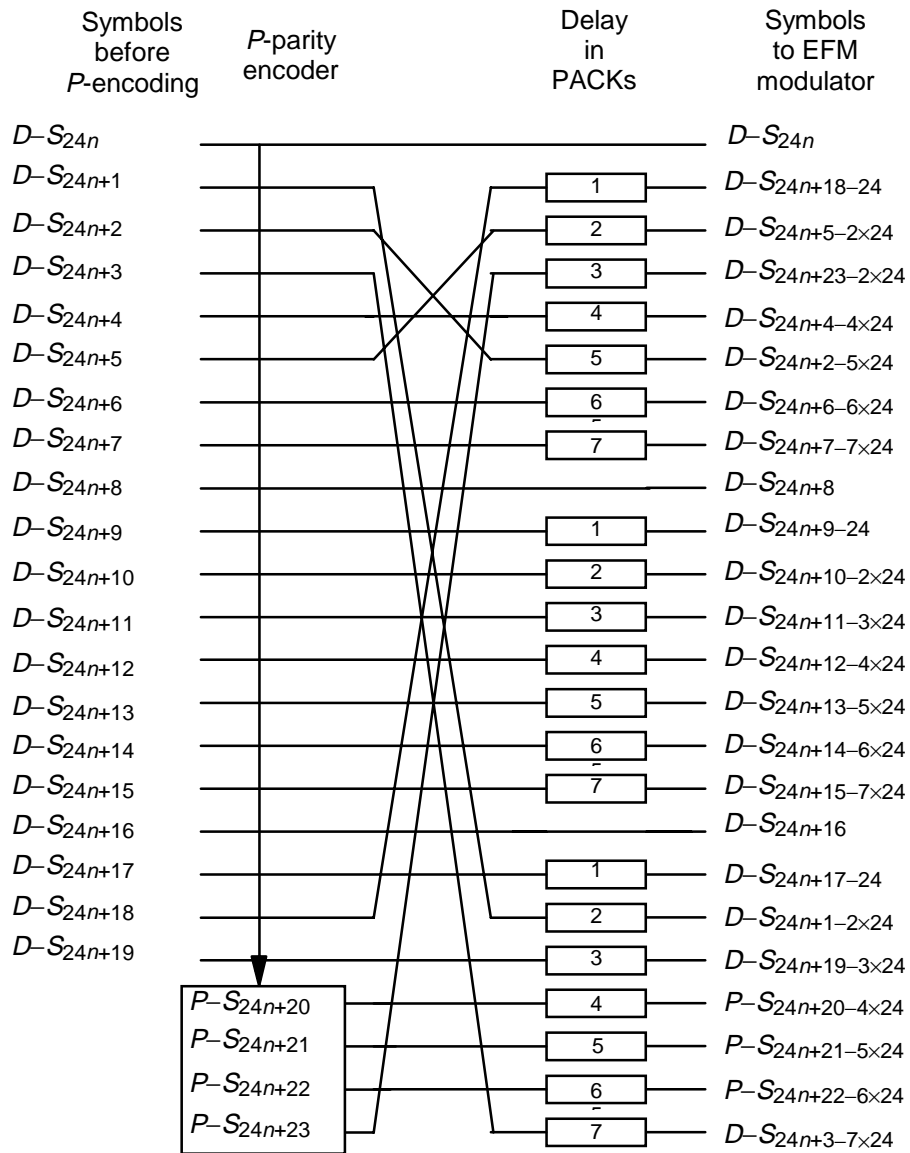 Symbols before P-encoding
P-parity encoder
Delay in PACKs
Symbols to EFM modulator
D–S24n D–S24n
D–S24n+1 1 D–S24n+18–24
D–S24n+2 2 D–S24n+5–2×24
D–S24n+3 3 D–S24n+23–2×24
D–S24n+4 4 D–S24n+4–4×24
D–S24n+5 5 D–S24n+2–5×24
D–S24n+6 6 D–S24n+6–6×24
D–S24n+7 7 D–S24n+7–7×24
D–S24n+8 D–S24n+8
D–S24n+9 1 D–S24n+9–24
D–S24n+10 2 D–S24n+10–2×24
D–S24n+11 3 D–S24n+11–3×24
D–S24n+12 4 D–S24n+12–4×24
D–S24n+13 5 D–S24n+13–5×24
D–S24n+14 6 D–S24n+14–6×24
D–S24n+15 7 D–S24n+15–7×24
D–S24n+16 D–S24n+16
D–S24n+17 1 D–S24n+17–24
D–S24n+18 2 D–S24n+1–2×24
D–S24n+19 3 D–S24n+19–3×24
P–S24n+20 4 P–S24n+20–4×24
P–S24n+21 5 P–S24n+21–5×24
P–S24n+22 6 P–S24n+22–6×24
P–S24n+23 7 D–S24n+3–7×24